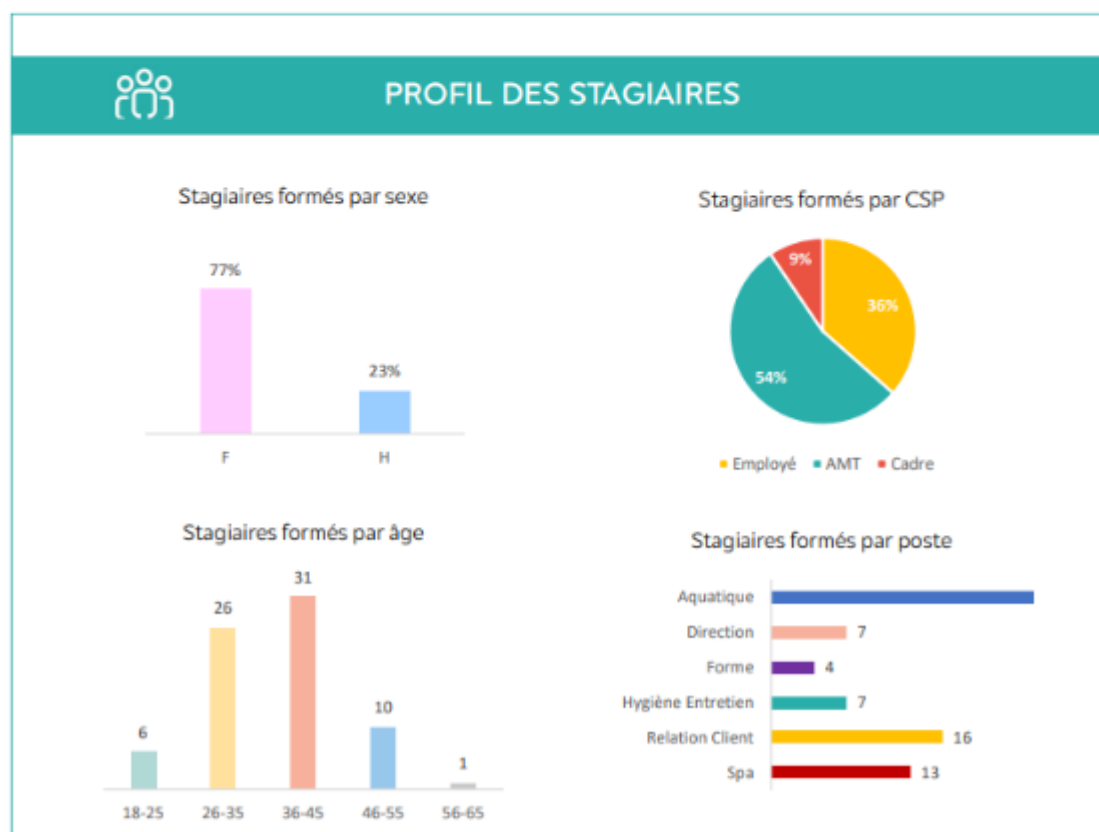 PROFIL DES STAGIAIRES
Stagiaires formés par sexe
77%
23%
F
H
Stagiaires formés par CSP
9%
36%
54%
Employé AMT Cadre
Stagiaires formés par âge
6
26
31
10
1
18-25 26-35 36-45 46-55 56-65
Stagiaires formés par poste
Aquatique
Direction 7
Forme 4
Hygiène Entretien 7
Relation Client 16
Spa 13